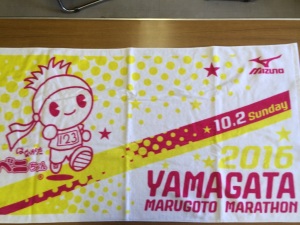 MIZUNO
10.2 Sunday
2016
YAMAGATA
MARUGOTO MARATHON
123